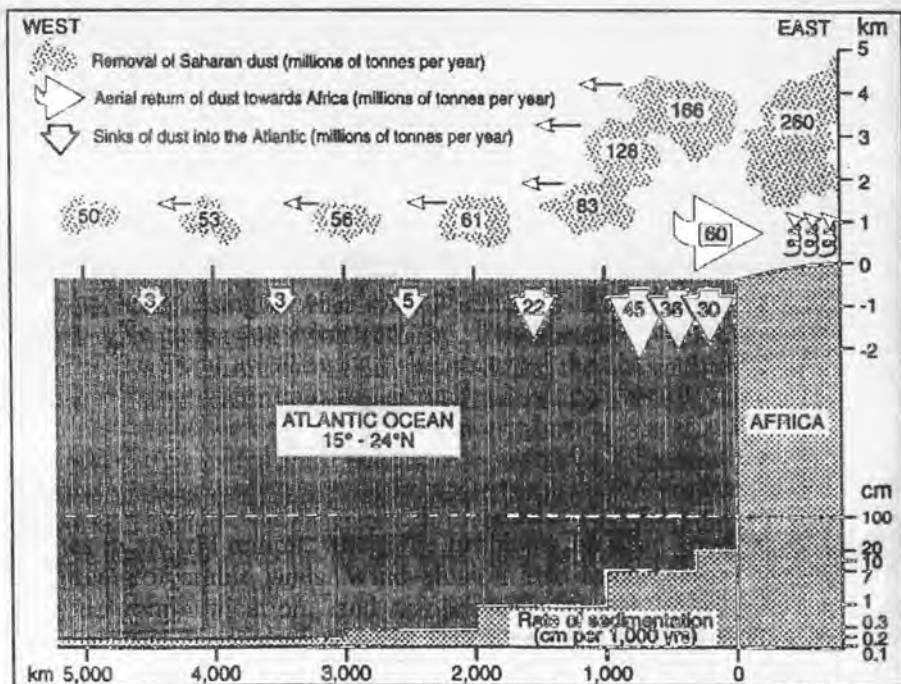 WEST
EAST km
Removal of Saharan dust (millions of tonnes per year)
Aerial return of dust towards Africa (millions of tonnes per year)
Sinks of dust into the Atlantic (millions of tonnes per year)
5
4
3
2
1
0
-1
-2
166
260
128
50
53
56
61
83
60
3
3
5
22
45
36
30
ATLANTIC OCEAN
15° - 24°N
AFRICA
cm
100
20
10
7
1
0.3
0.2
0.1
Rate of sedimentation
(cm per 1,000 yrs)
km 5,000 4,000 3,000 2,000 1,000 0